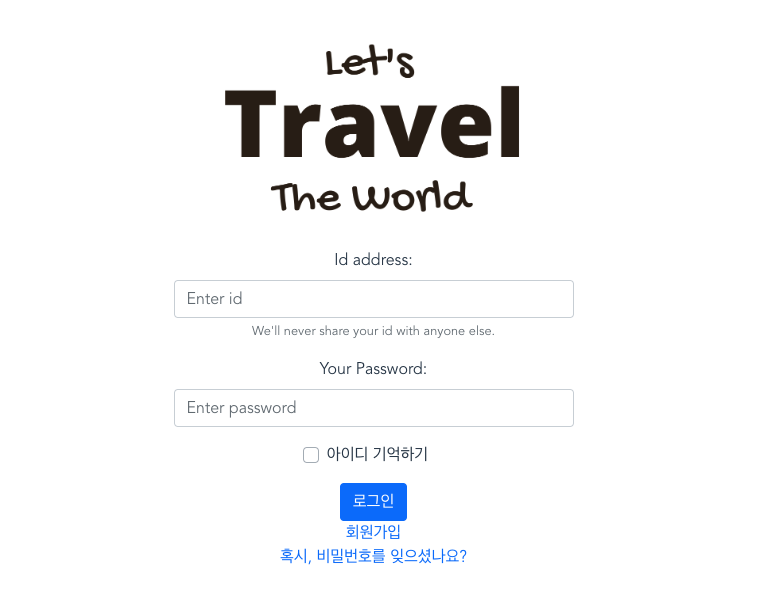 Let's
Travel
The World
Id address:
Enter id
We'll never share your id with anyone else.
Your Password:
Enter password
아이디 기억하기
로그인
회원가입
혹시, 비밀번호를 잊으셨나요?